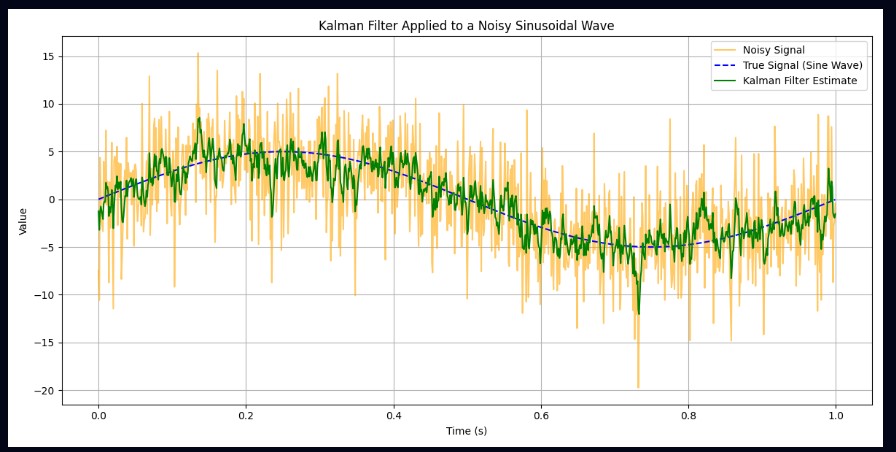 Kalman Filter Applied to a Noisy Sinusoidal Wave
Noisy Signal
True Signal (Sine Wave)
Kalman Filter Estimate
15
10
5
0
−5
−10
−15
−20
Value
0.0 0.2 0.4 0.6 0.8 1.0
Time (s)